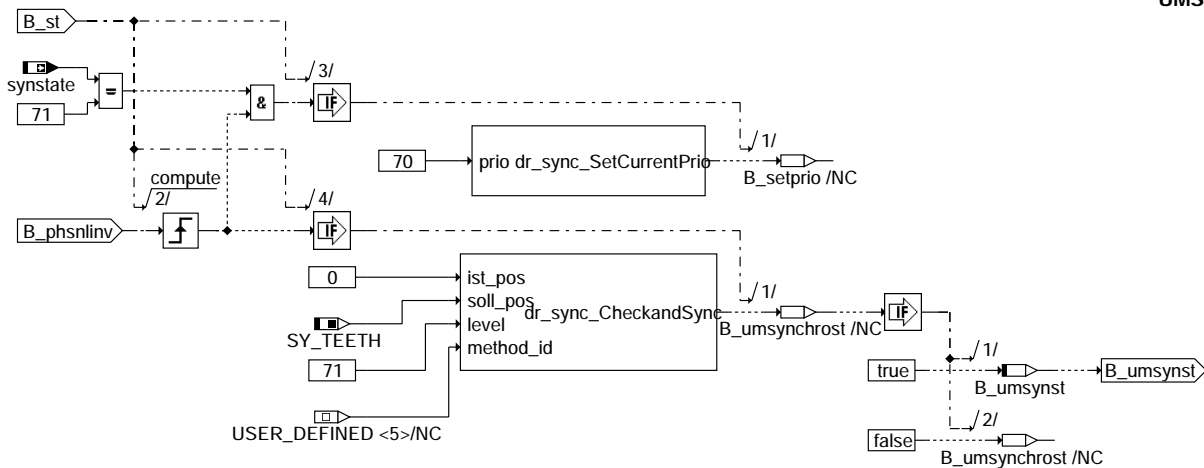 UMS
B_st
3/
synstate
=
71
&
IF
1/
70
prio dr_sync_SetCurrentPrio
B_setprio /NC
compute
2/
4/
B_phsnlinv
IF
0
ist_pos
soll_pos
dr_sync_CheckandSync
level
method_id
1/
IF
B_umsynchrost /NC
SY_TEETH
71
1/
true
B_umsynst
B_umsynst
USER_DEFINED <5>/NC
2/
false
B_umsynchrost /NC